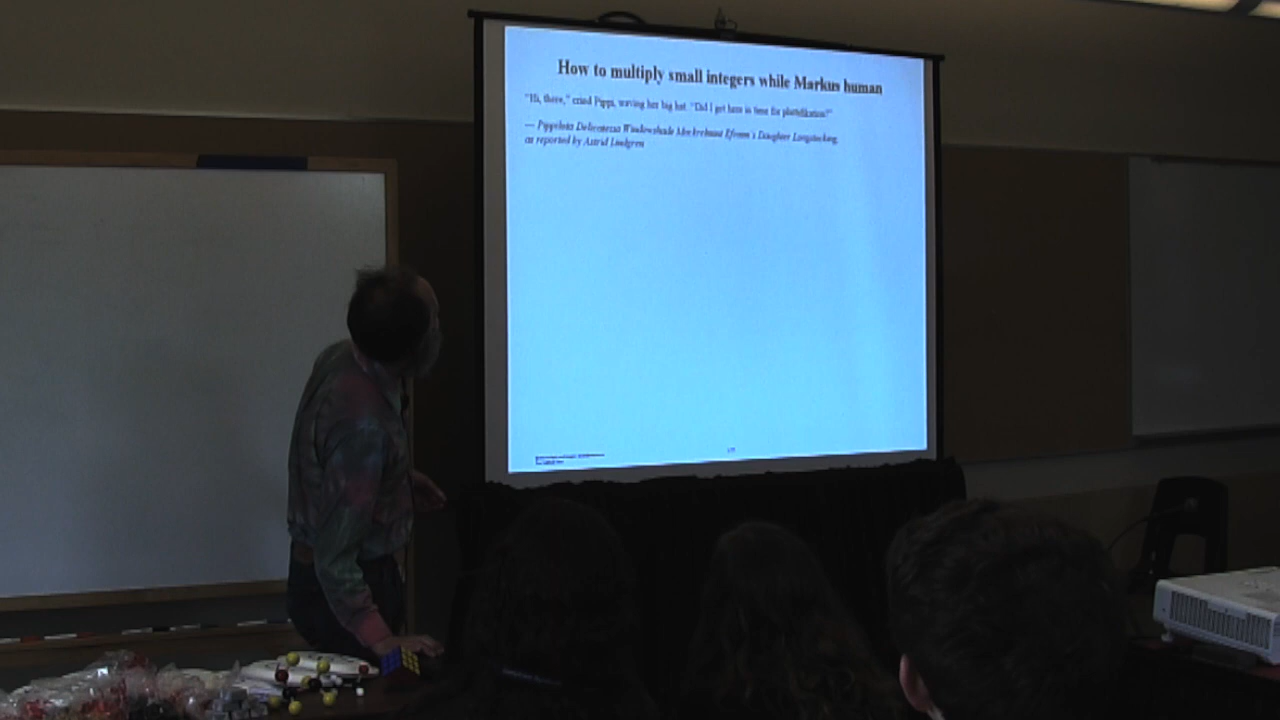 How to multiply small integers while Markus human
"Hi, there," cried Pippi, waving her big hat. "Did I get here in time for plutifikation?"
— Pippilotta Delicatessa Windowshade Mackrelmint Efraim's Daughter Longstocking,
as reported by Astrid Lindgren